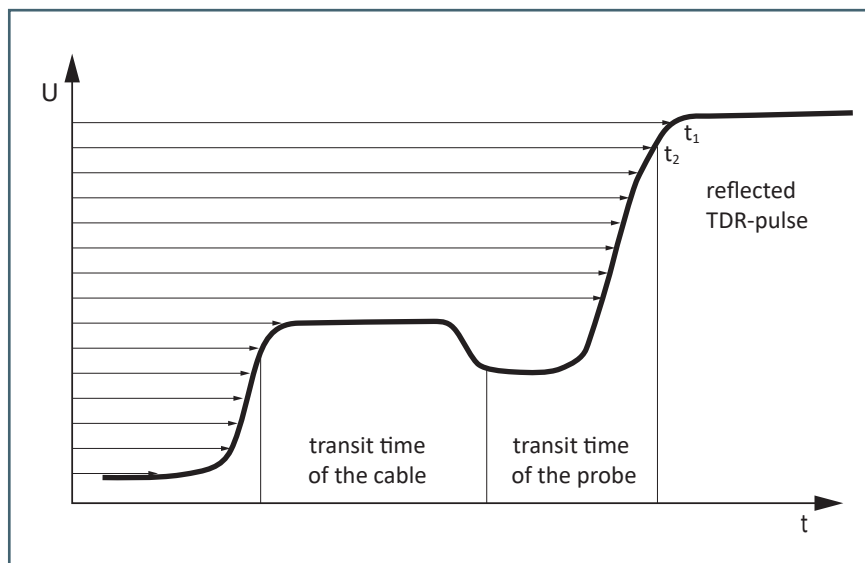 U
t₁
t₂
reflected
TDR-pulse
transit time
of the cable
transit time
of the probe
t